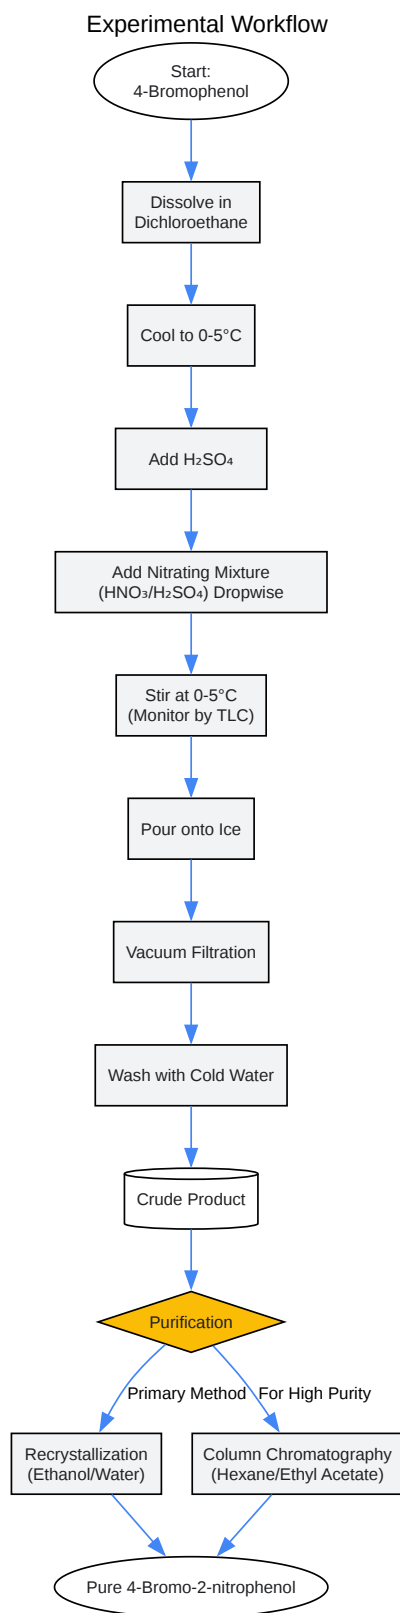 Experimental Workflow
Start:
4-Bromophenol
Dissolve in
Dichloroethane
Cool to 0-5°C
Add H₂SO₄
Add Nitrating Mixture
(HNO₃/H₂SO₄) Dropwise
Stir at 0-5°C
(Monitor by TLC)
Pour onto Ice
Vacuum Filtration
Wash with Cold Water
Crude Product
Purification
Primary Method
For High Purity
Recrystallization
(Ethanol/Water)
Column Chromatography
(Hexane/Ethyl Acetate)
Pure 4-Bromo-2-nitrophenol